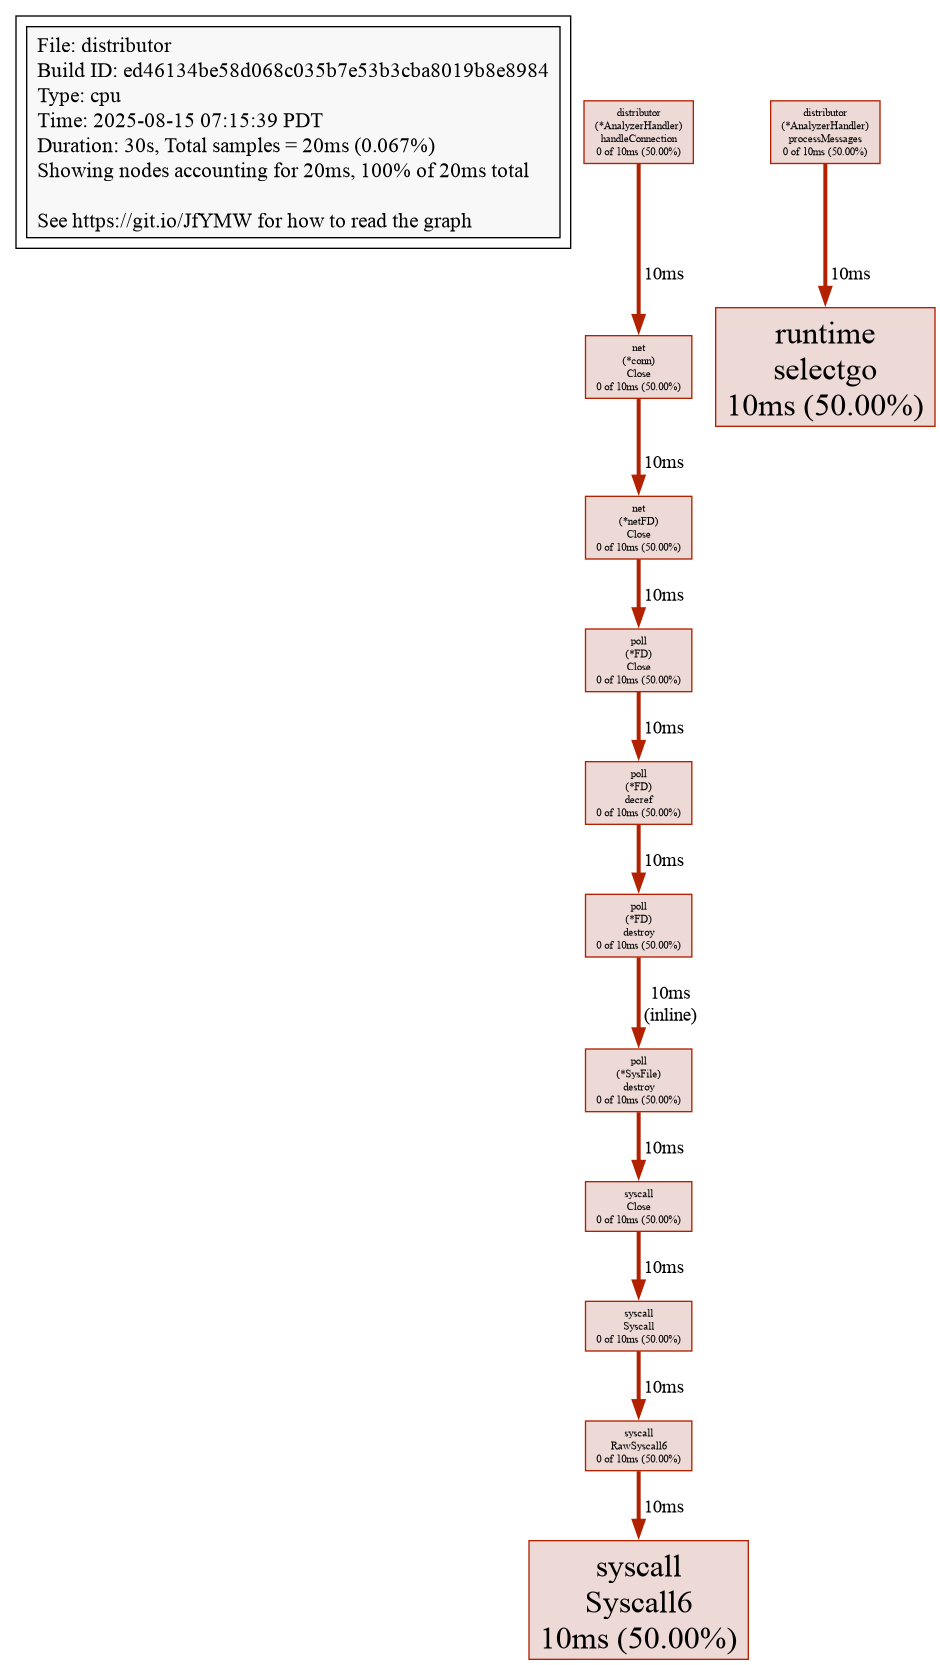 File: distributor
Build ID: ed46134be58d068c035b7e53b3cba8019b8e8984
Type: cpu
Time: 2025-08-15 07:15:39 PDT
Duration: 30s, Total samples = 20ms (0.067%)
Showing nodes accounting for 20ms, 100% of 20ms total
See https://git.io/JfYMW for how to read the graph
distributor
(*AnalyzerHandler)
handleConnection
0 of 10ms (50.00%)
distributor
(*AnalyzerHandler)
processMessages
0 of 10ms (50.00%)
10ms
10ms
runtime
selectgo
10ms (50.00%)
net
(*conn)
Close
0 of 10ms (50.00%)
10ms
net
(*netFD)
Close
0 of 10ms (50.00%)
10ms
poll
(*FD)
Close
0 of 10ms (50.00%)
10ms
poll
(*FD)
decref
0 of 10ms (50.00%)
10ms
poll
(*FD)
destroy
0 of 10ms (50.00%)
10ms
(inline)
poll
(*SysFile)
destroy
0 of 10ms (50.00%)
10ms
syscall
Close
0 of 10ms (50.00%)
10ms
syscall
Syscall
0 of 10ms (50.00%)
10ms
syscall
RawSyscall6
0 of 10ms (50.00%)
10ms
syscall
Syscall6
10ms (50.00%)